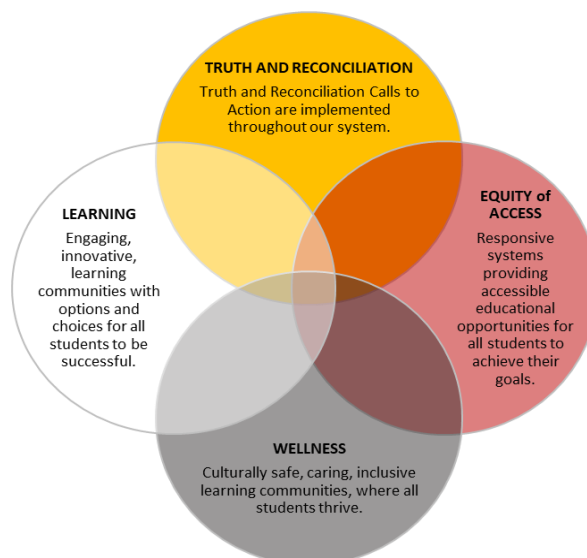 TRUTH AND RECONCILIATION
Truth and Reconciliation Calls to
Action are implemented
throughout our system.
LEARNING
Engaging,
innovative,
learning
communities with
options and
choices for all
students to be
successful.
EQUITY of
ACCESS
Responsive
systems
providing
accessible
educational
opportunities for
all students to
achieve their
goals.
WELLNESS
Culturally safe, caring, inclusive
learning communities, where all
students thrive.